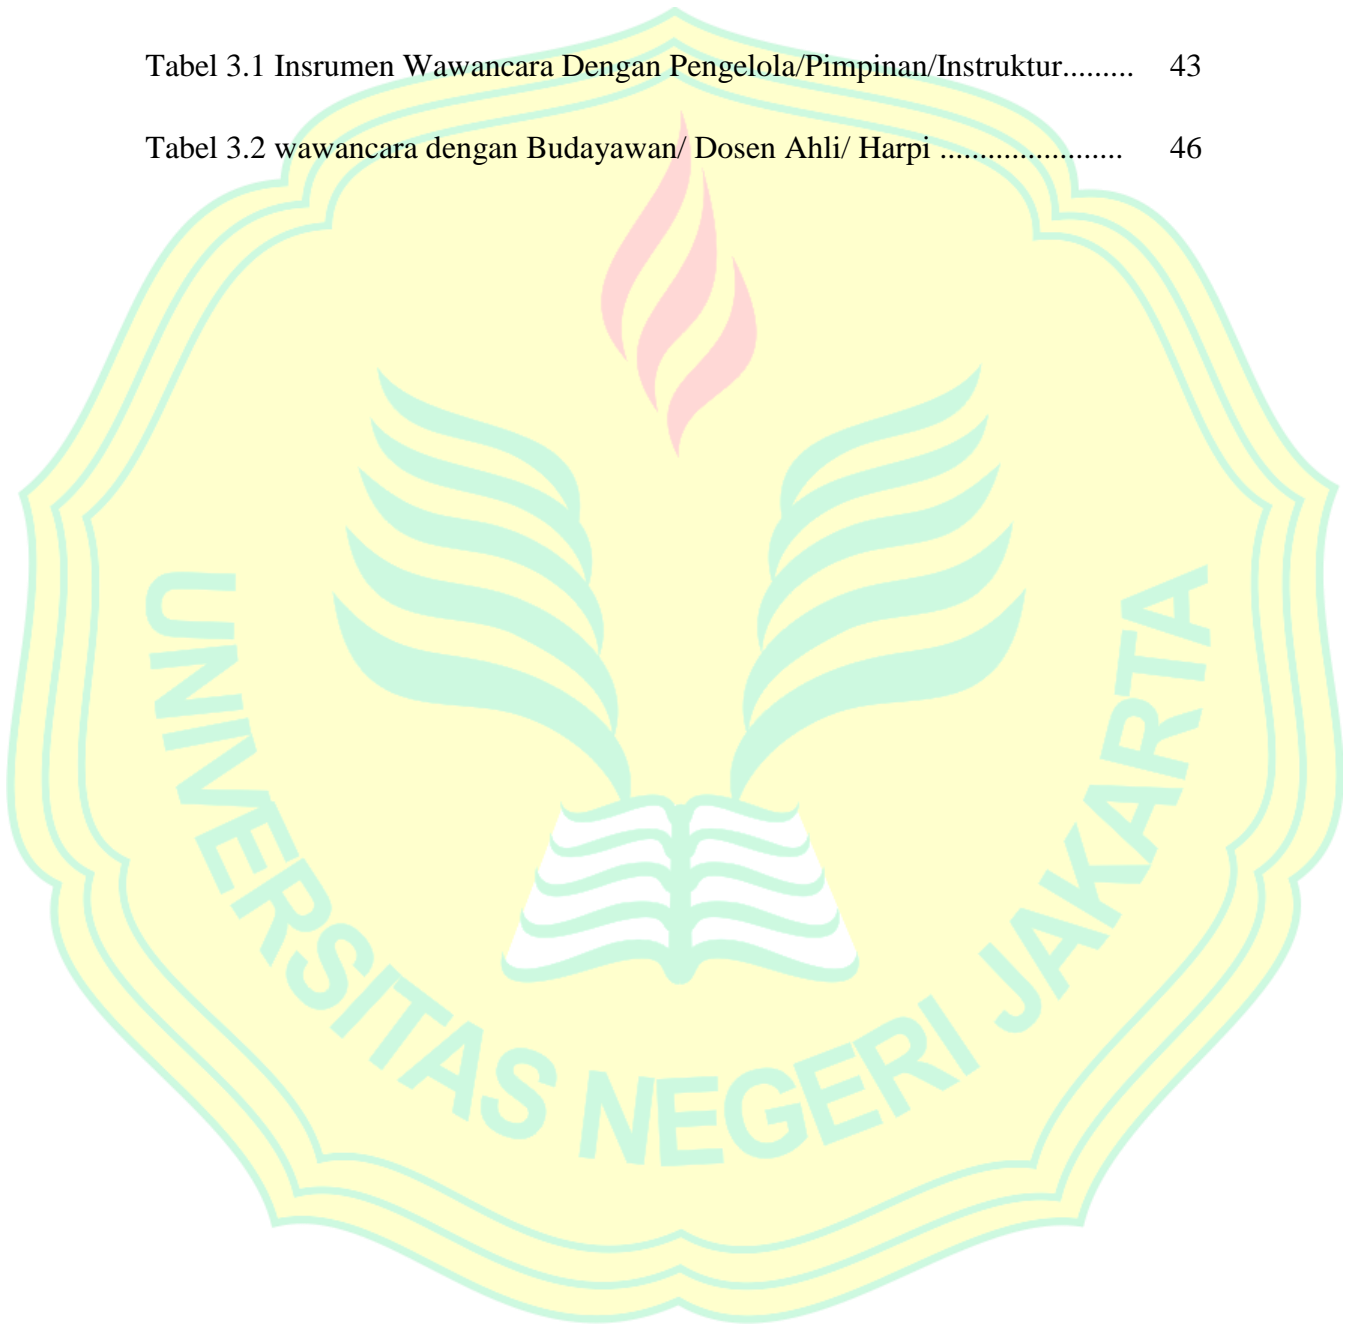 Tabel 3.1 Insrumen Wawancara Dengan Pengelola/Pimpinan/Instruktur......... 43
Tabel 3.2 wawancara dengan Budayawan/ Dosen Ahli/ Harpi ....................... 46
UNIVERSITAS NEGERI JAKARTA